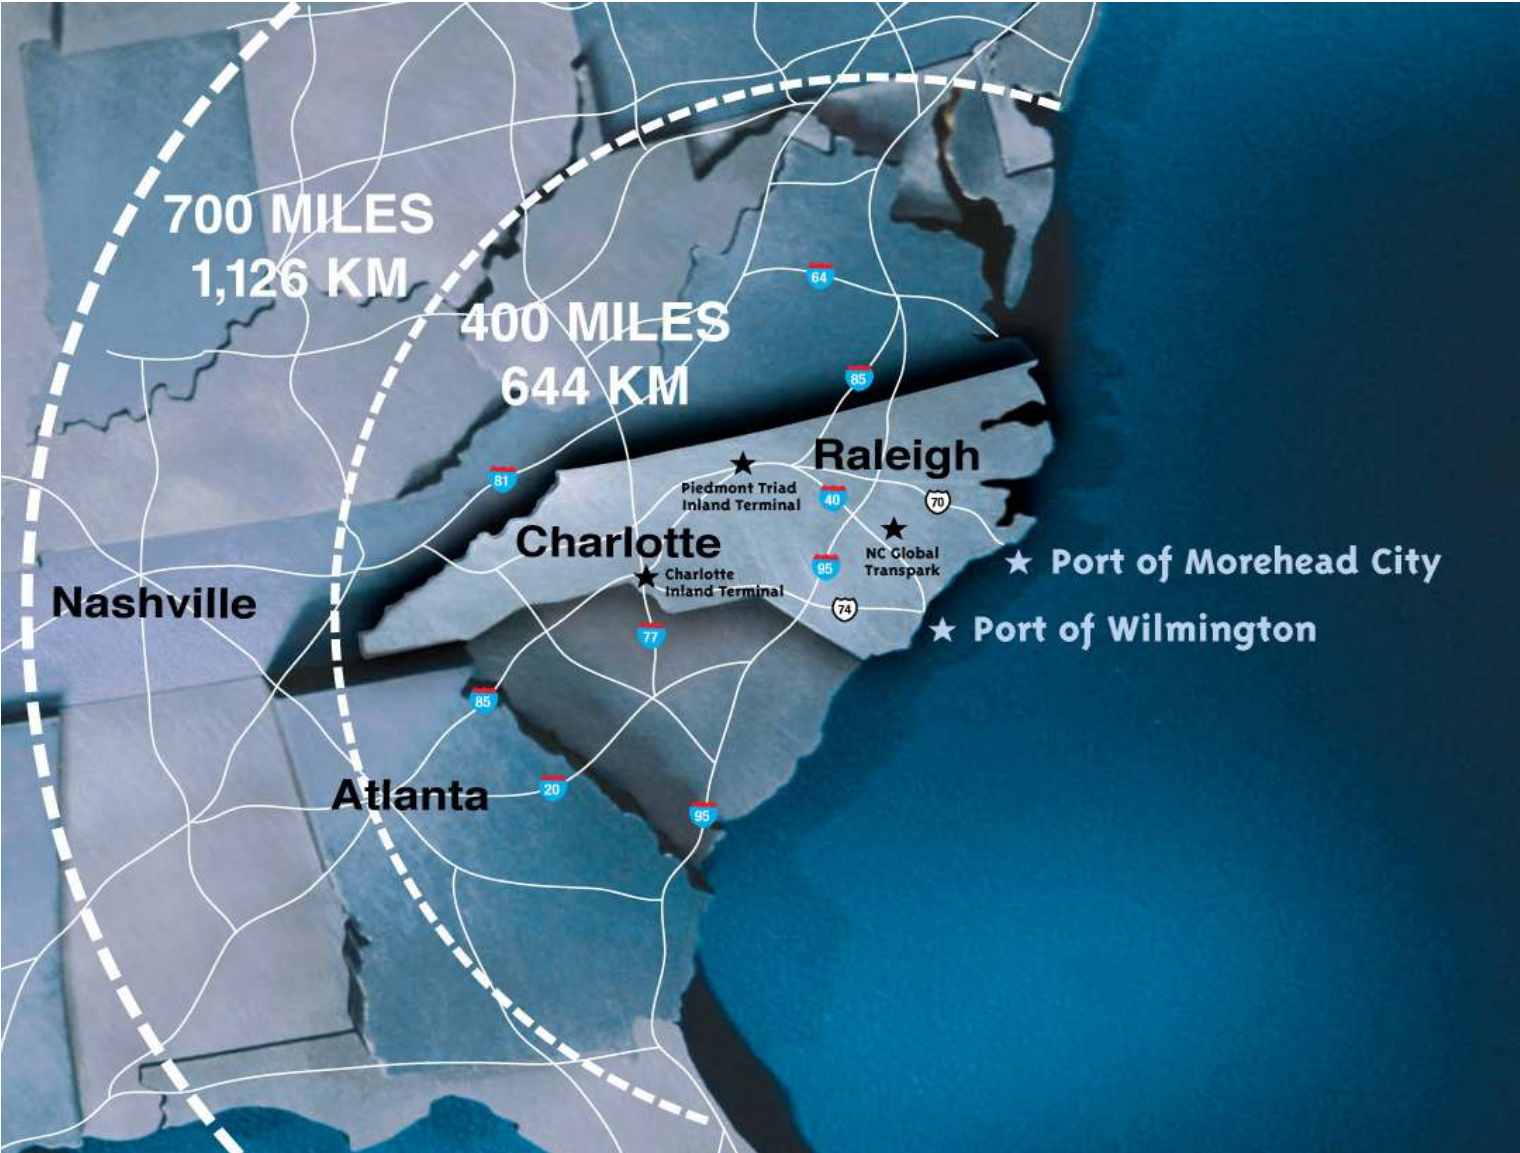 700 MILES
1,126 KM
400 MILES
644 KM
64
85
81
Raleigh
Piedmont Triad
Inland Terminal
40
70
Charlotte
NC Global
Transpark
Port of Morehead City
95
Charlotte
Inland Terminal
Nashville
74
Port of Wilmington
77
85
Atlanta
20
95